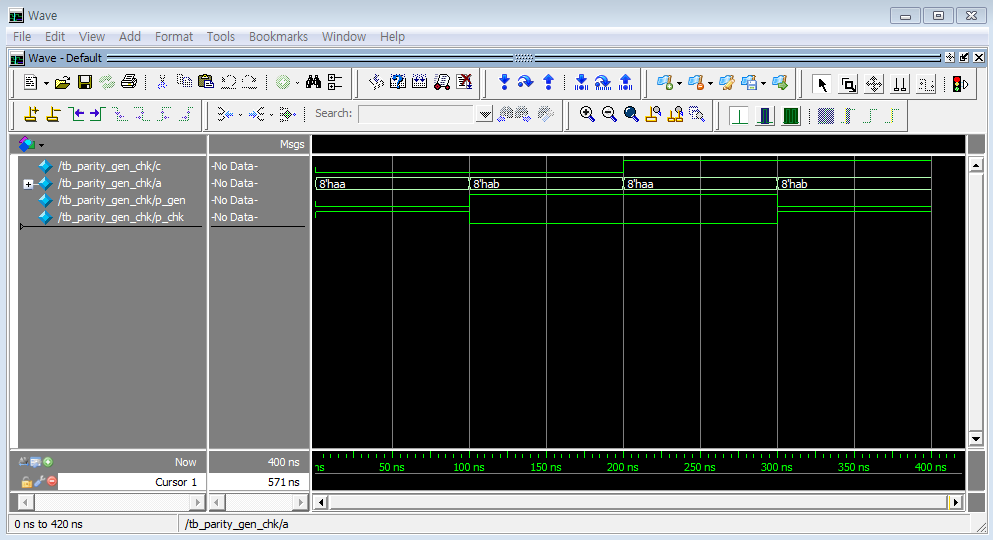 Wave
File Edit View Add Format Tools Bookmarks Window Help
Wave - Default
Search:
Msgs
/tb_parity_gen_chk/c -No Data-
/tb_parity_gen_chk/a -No Data- 8'haa 8'hab 8'haa 8'hab
/tb_parity_gen_chk/p_gen -No Data-
/tb_parity_gen_chk/p_chk -No Data-
Now 400 ns ns 50 ns 100 ns 150 ns 200 ns 250 ns 300 ns 350 ns 400 ns
Cursor 1 571 ns
0 ns to 420 ns /tb_parity_gen_chk/a